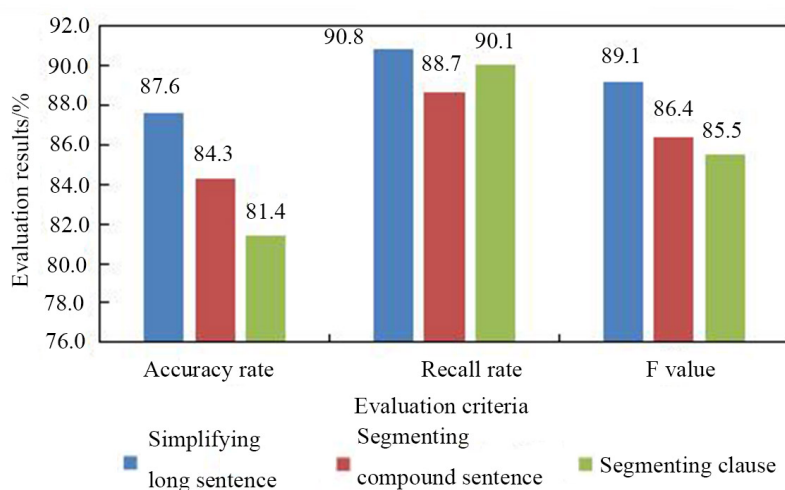 92.0
90.0
88.0
86.0
84.0
82.0
80.0
78.0
76.0
Evaluation results/%
87.6
84.3
81.4
90.8
88.7
90.1
89.1
86.4
85.5
Accuracy rate
Recall rate
F value
Evaluation criteria
Simplifying
long sentence
Segmenting
compound sentence
Segmenting clause